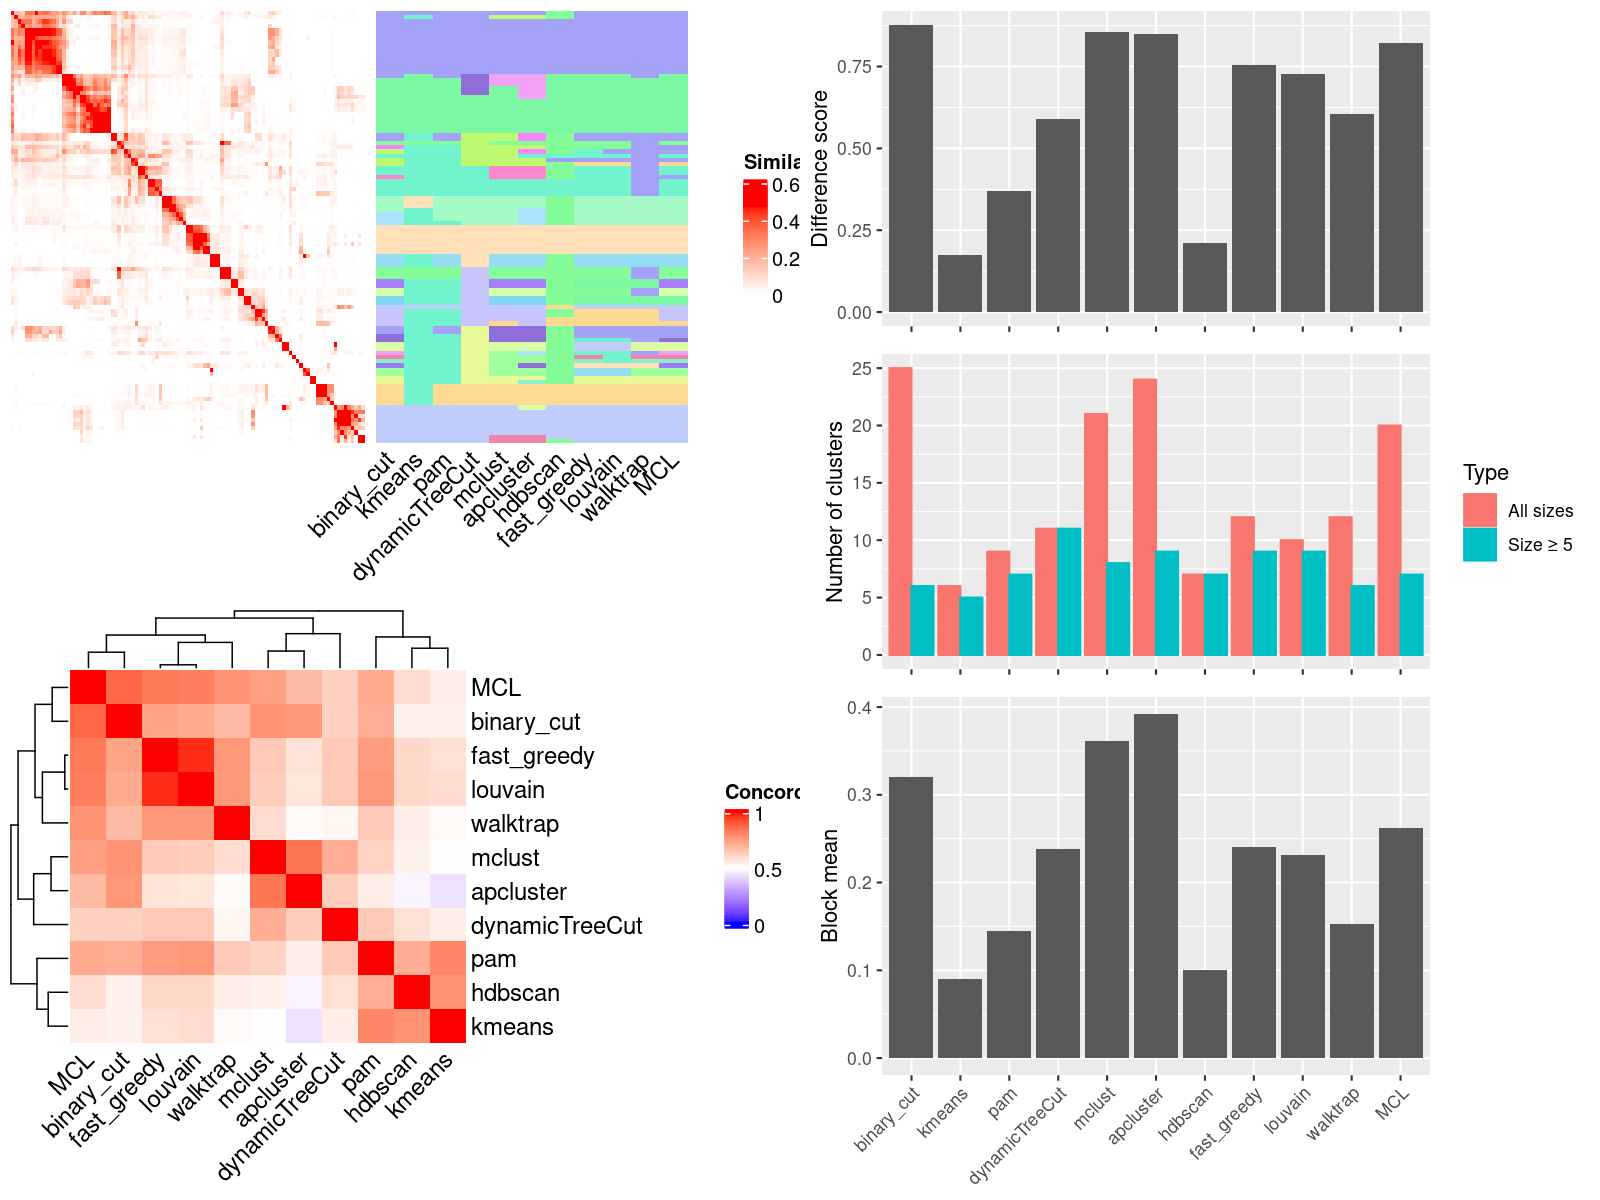 Simila
0.6
0.4
0.2
0
binary_cut
kmeans
pam
dynamicTreeCut
mclust
apcluster
hdbscan
fast_greedy
louvain
walktrap
MCL
MCL
binary_cut
fast_greedy
louvain
walktrap
mclust
apcluster
dynamicTreeCut
pam
hdbscan
kmeans
MCL
binary_cut
fast_greedy
louvain
walktrap
mclust
apcluster
dynamicTreeCut
pam
hdbscan
kmeans
Concord
1
0.5
0
Difference score
0.75
0.50
0.25
0.00
Number of clusters
25
20
15
10
5
0
Type
All sizes
Size ≥ 5
Block mean
0.4
0.3
0.2
0.1
0.0
binary_cut
kmeans
pam
dynamicTreeCut
mclust
apcluster
hdbscan
fast_greedy
louvain
walktrap
MCL